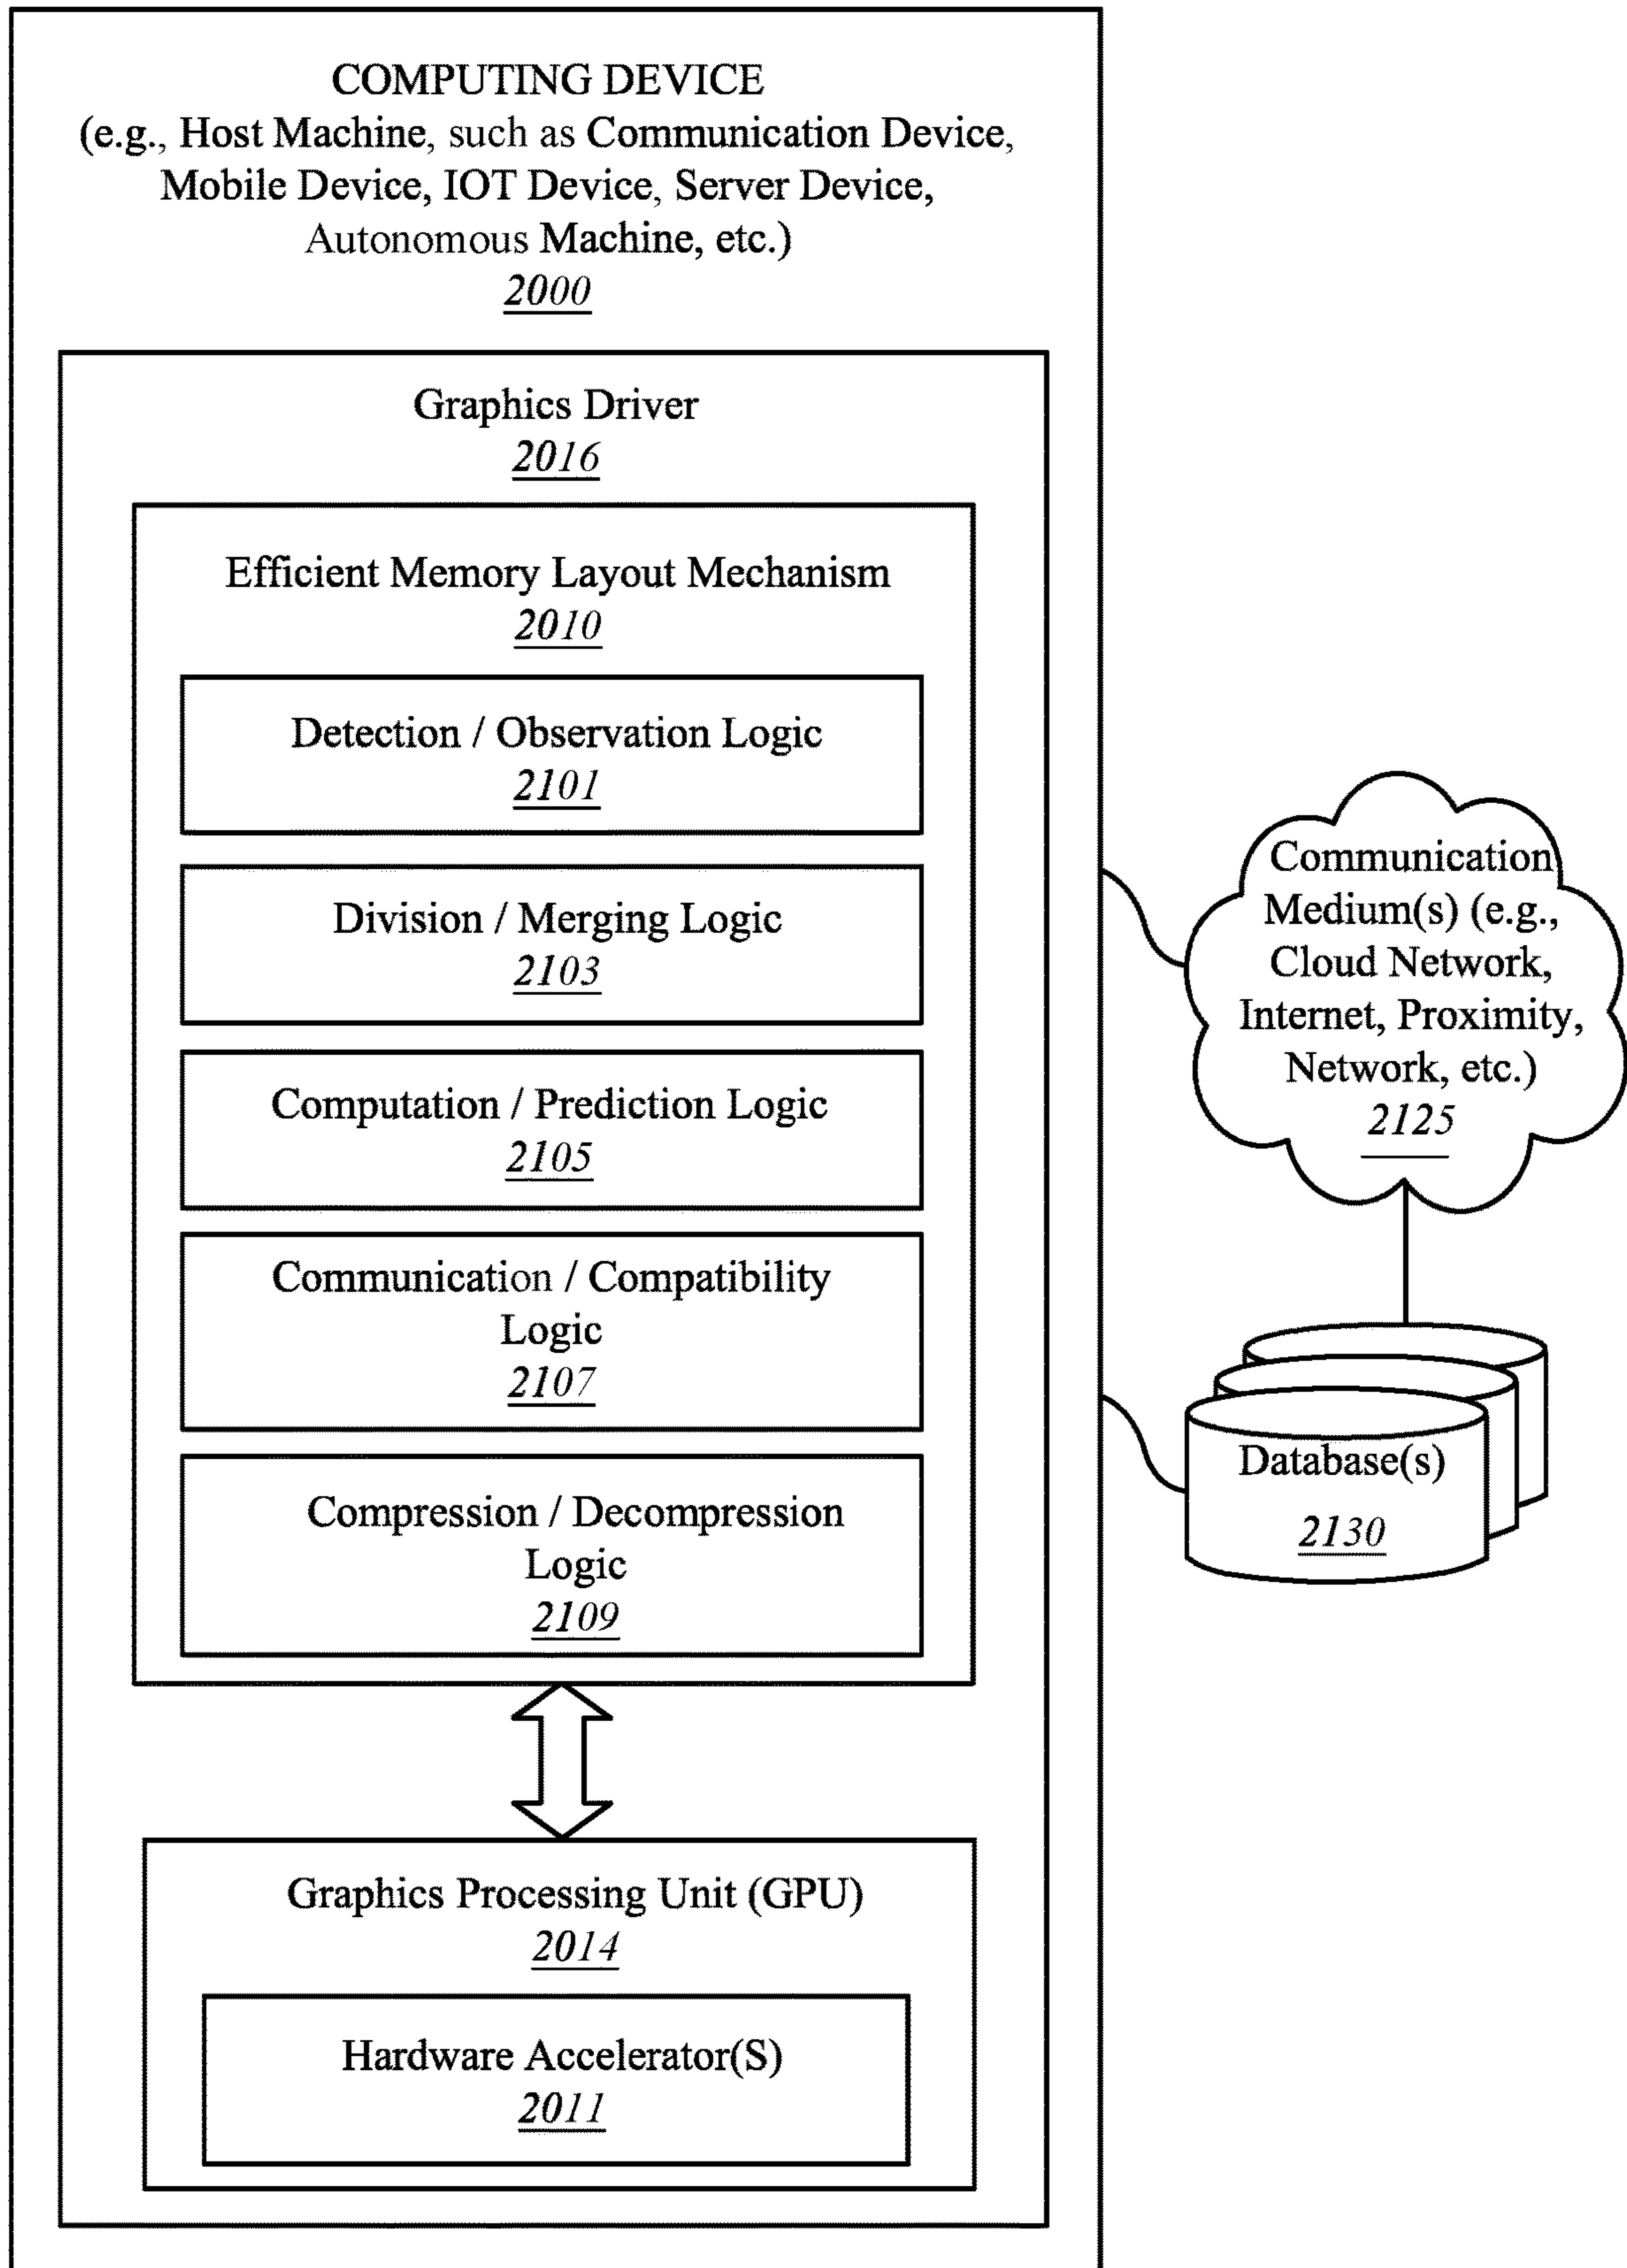 COMPUTING DEVICE
(e.g., Host Machine, such as Communication Device,
Mobile Device, IOT Device, Server Device,
Autonomous Machine, etc.)
2000
Graphics Driver
2016
Efficient Memory Layout Mechanism
2010
Detection / Observation Logic
2101
Division / Merging Logic
2103
Computation / Prediction Logic
2105
Communication / Compatibility
Logic
2107
Compression / Decompression
Logic
2109
Graphics Processing Unit (GPU)
2014
Hardware Accelerator(S)
2011
Communication
Medium(s) (e.g.,
Cloud Network,
Internet, Proximity,
Network, etc.)
2125
Database(s)
2130